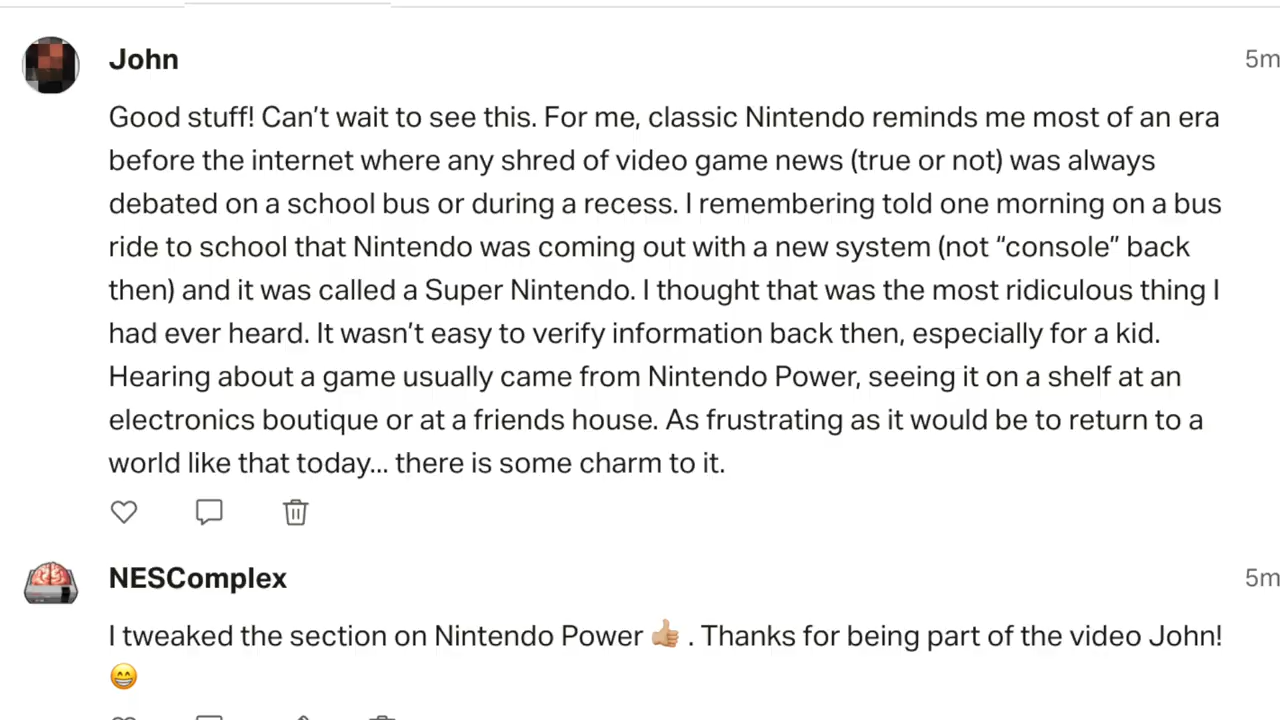 John
5m
Good stuff! Can’t wait to see this. For me, classic Nintendo reminds me most of an era
before the internet where any shred of video game news (true or not) was always
debated on a school bus or during a recess. I remembering told one morning on a bus
ride to school that Nintendo was coming out with a new system (not “console” back
then) and it was called a Super Nintendo. I thought that was the most ridiculous thing I
had ever heard. It wasn’t easy to verify information back then, especially for a kid.
Hearing about a game usually came from Nintendo Power, seeing it on a shelf at an
electronics boutique or at a friends house. As frustrating as it would be to return to a
world like that today... there is some charm to it.
NESComplex
5m
I tweaked the section on Nintendo Power 👍🏼 . Thanks for being part of the video John!
😁